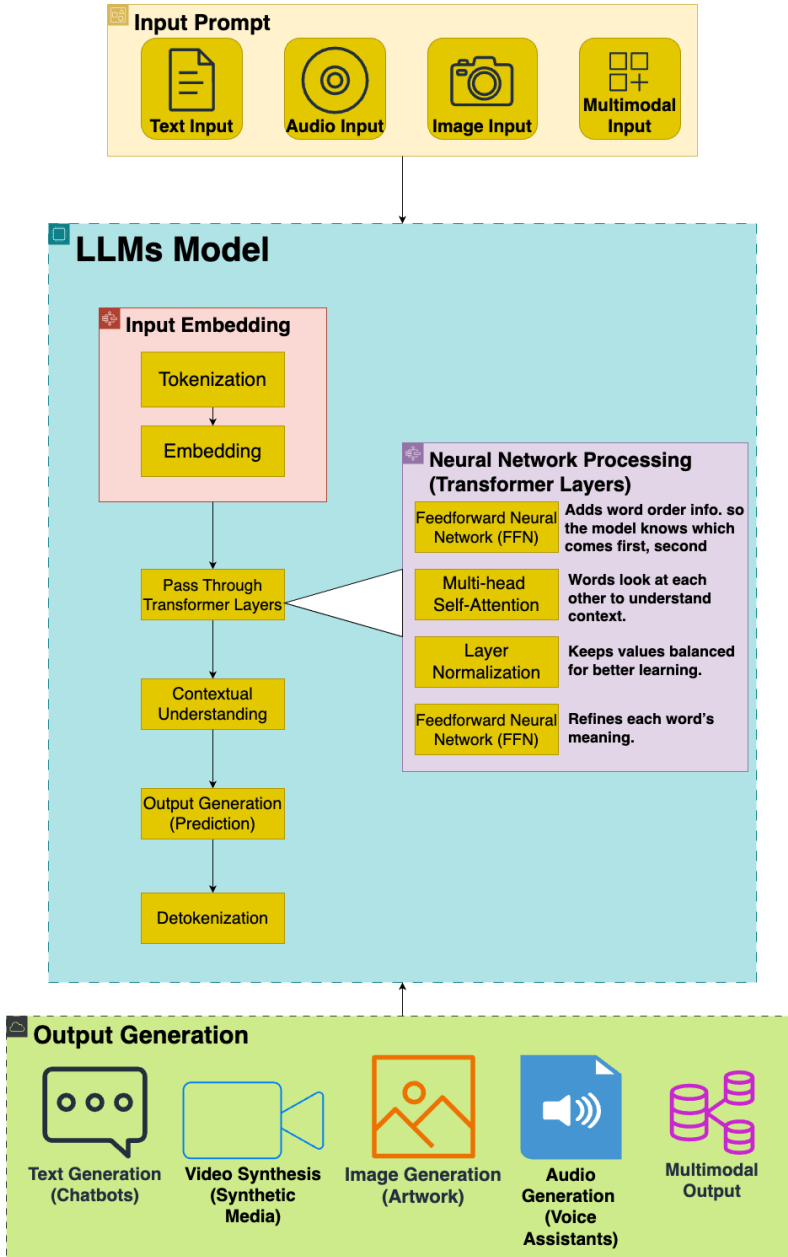 Input Prompt
Text Input
Audio Input
Image Input
Multimodal
Input
LLMs Model
Input Embedding
Tokenization
Embedding
Pass Through
Transformer Layers
Contextual
Understanding
Output Generation
(Prediction)
Detokenization
Neural Network Processing
(Transformer Layers)
Feedforward Neural
Network (FFN)
Adds word order info. so
the model knows which
comes first, second
Multi-head
Self-Attention
Words look at each
other to understand
context.
Layer
Normalization
Keeps values balanced
for better learning.
Feedforward Neural
Network (FFN)
Refines each word's
meaning.
Output Generation
Text Generation
(Chatbots)
Video Synthesis
(Synthetic
Media)
Image Generation
(Artwork)
Audio
Generation
(Voice
Assistants)
Multimodal
Output